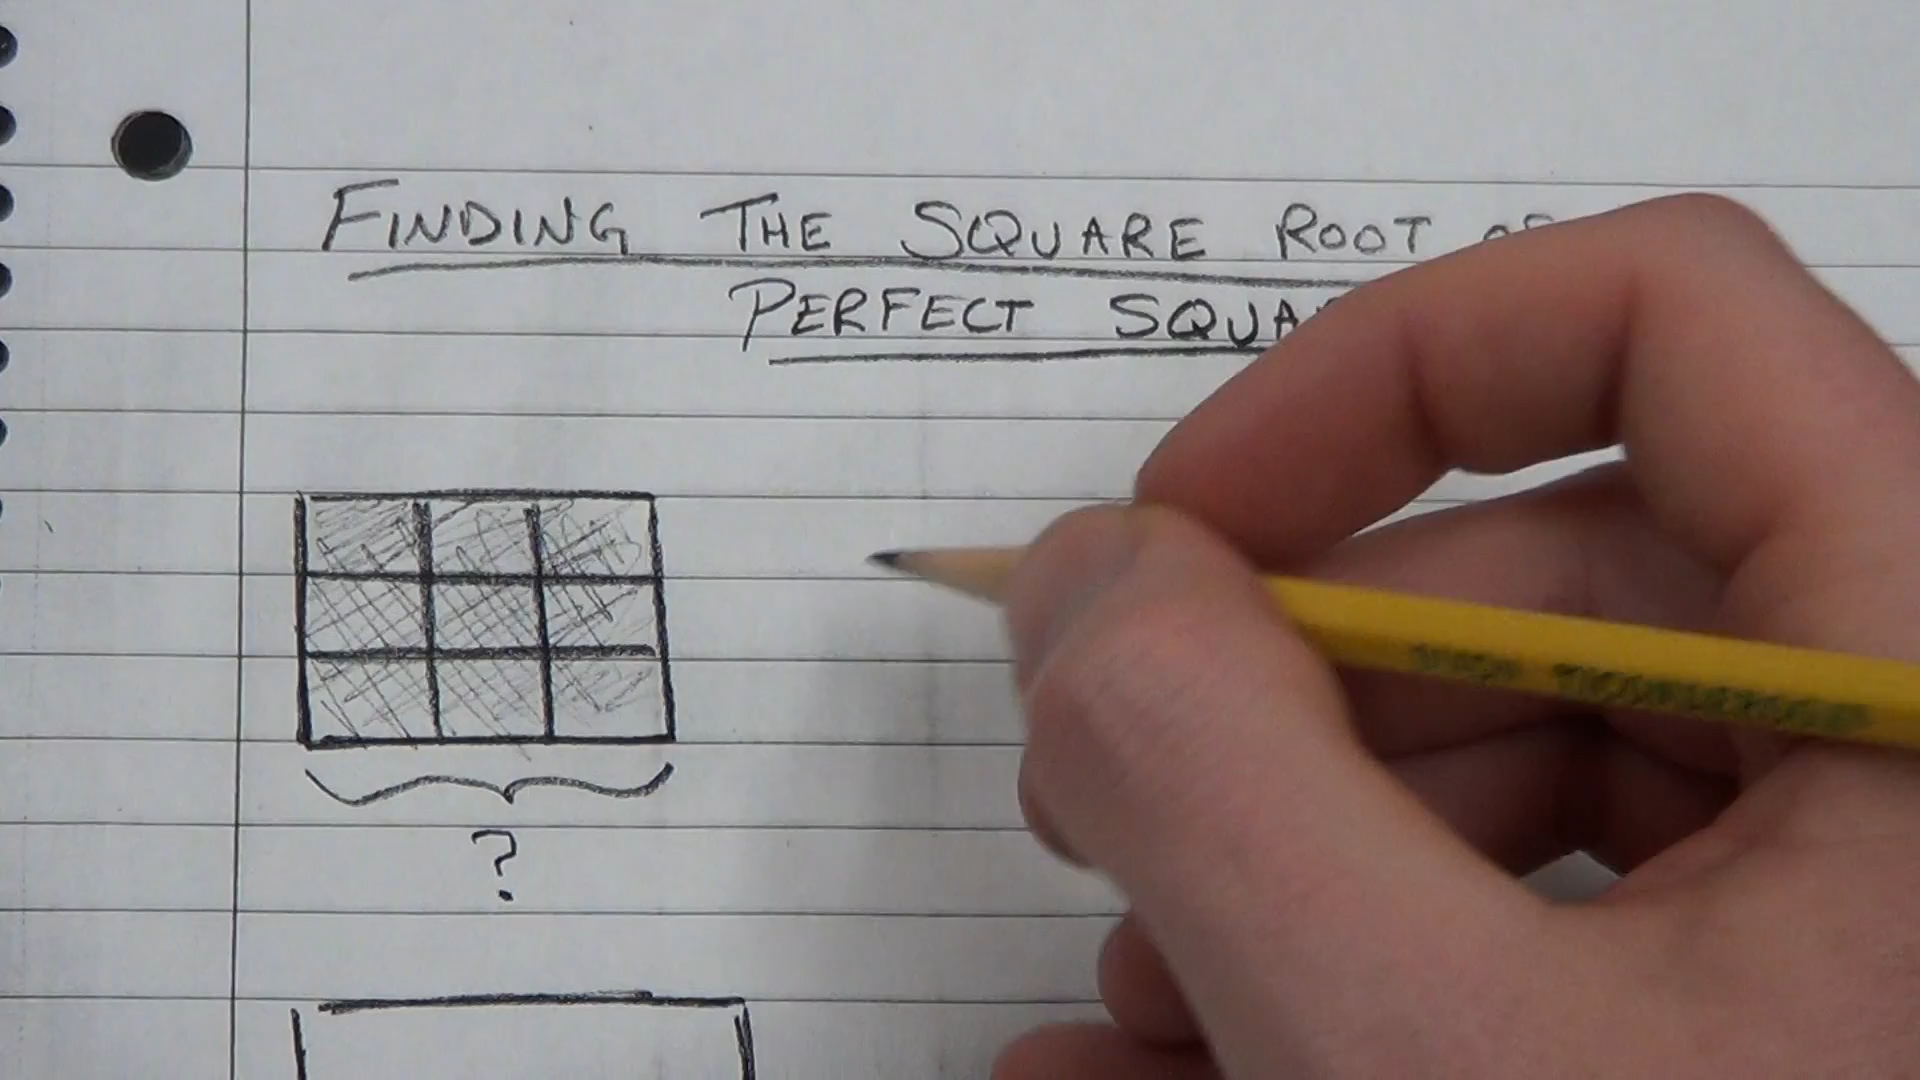 FINDING THE SQUARE ROOT
PERFECT
?